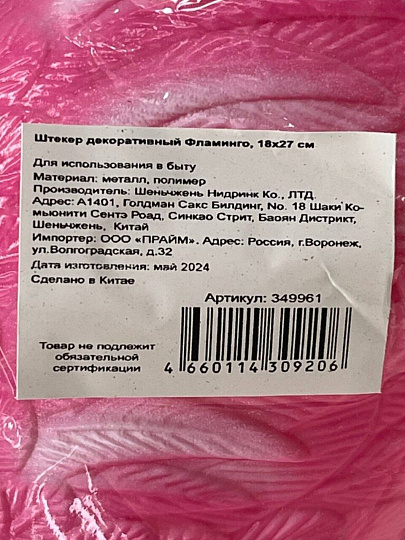 Штекер декоративный Фламинго, 18х27 см
Для использования в быту
Материал: металл, полимер
Производитель: Шеньчжень Нидринк Ко., ЛТД.
Адрес: А1401, Голдман Сакс Билдинг, No. 18 Шаки Ко-
мьюнити Сентэ Роад, Синкао Стрит, Баоян Дистрикт,
Шеньчжень, Китай
Импортер: ООО «ПРАЙМ». Адрес: Россия, г.Воронеж,
ул.Волгоградская, д.32
Дата изготовления: май 2024
Сделано в Китае
Артикул: 349961
Товар не подлежит
обязательной
сертификации
4 660114 309206